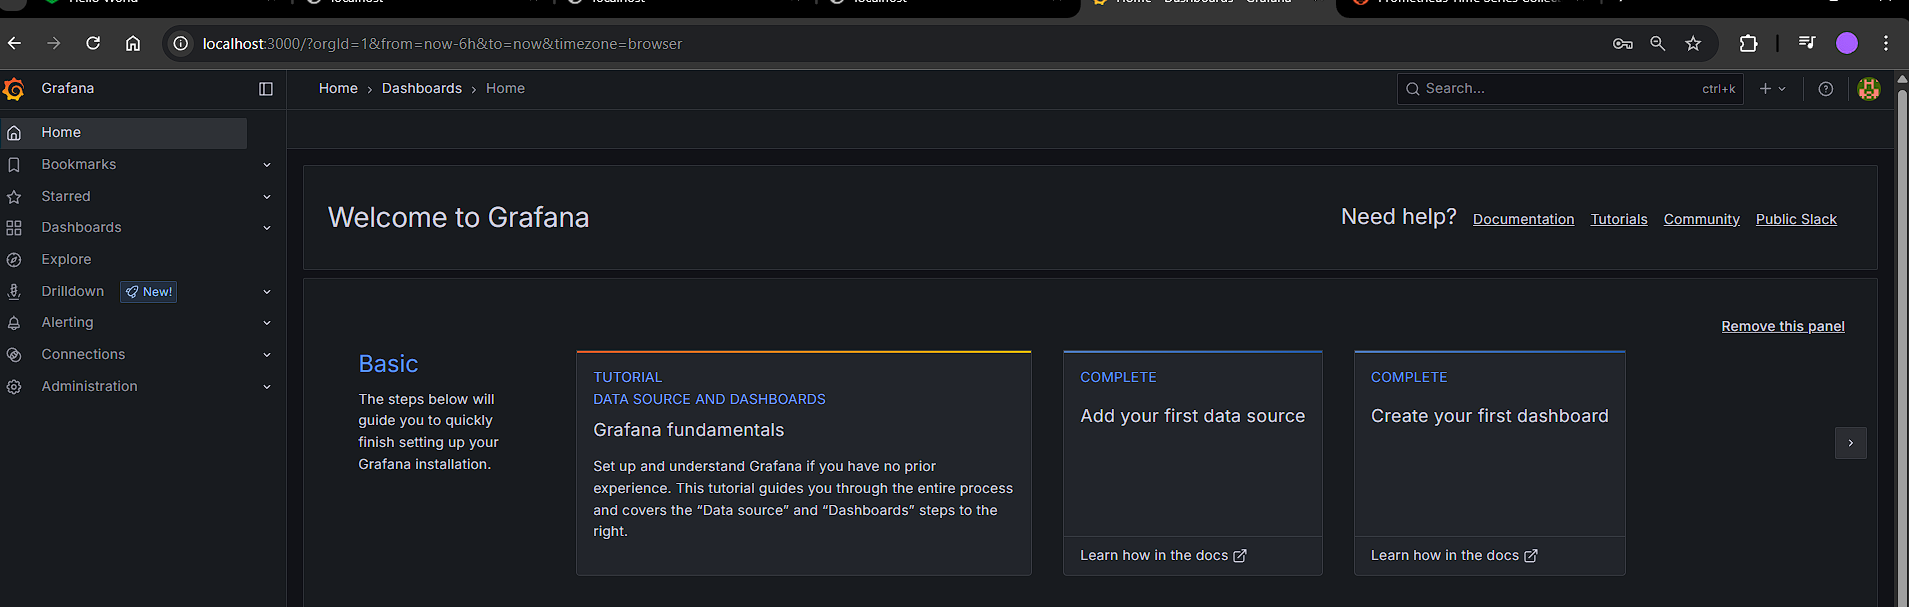 localhost:3000/?orgId=1&from=now-6h&to=now&timezone=browser
Grafana
Home › Dashboards › Home
Search...
ctrl+k
Home
Bookmarks
Starred
Dashboards
Explore
Drilldown
New!
Alerting
Connections
Administration
Welcome to Grafana
Need help?
Documentation
Tutorials
Community
Public Slack
Remove this panel
Basic
The steps below will
guide you to quickly
finish setting up your
Grafana installation.
TUTORIAL
DATA SOURCE AND DASHBOARDS
Grafana fundamentals
Set up and understand Grafana if you have no prior
experience. This tutorial guides you through the entire process
and covers the “Data source” and “Dashboards” steps to the
right.
COMPLETE
Add your first data source
Learn how in the docs
COMPLETE
Create your first dashboard
Learn how in the docs